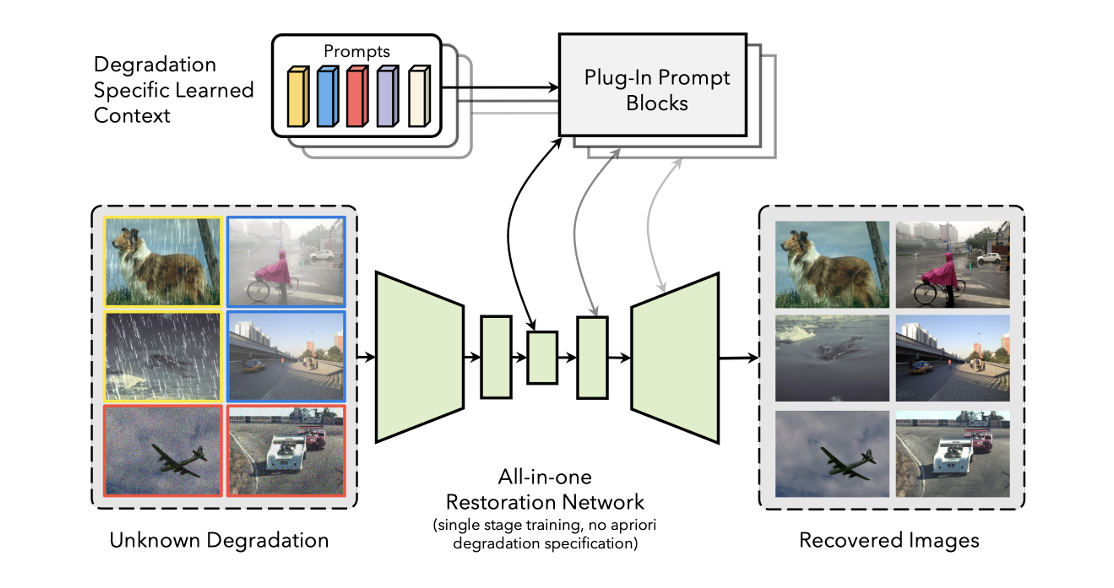 Prompts
Degradation
Specific Learned
Context
Plug-In Prompt
Blocks
All-in-one
Restoration Network
(single stage training, no apriori
degradation specification)
Unknown Degradation
Recovered Images